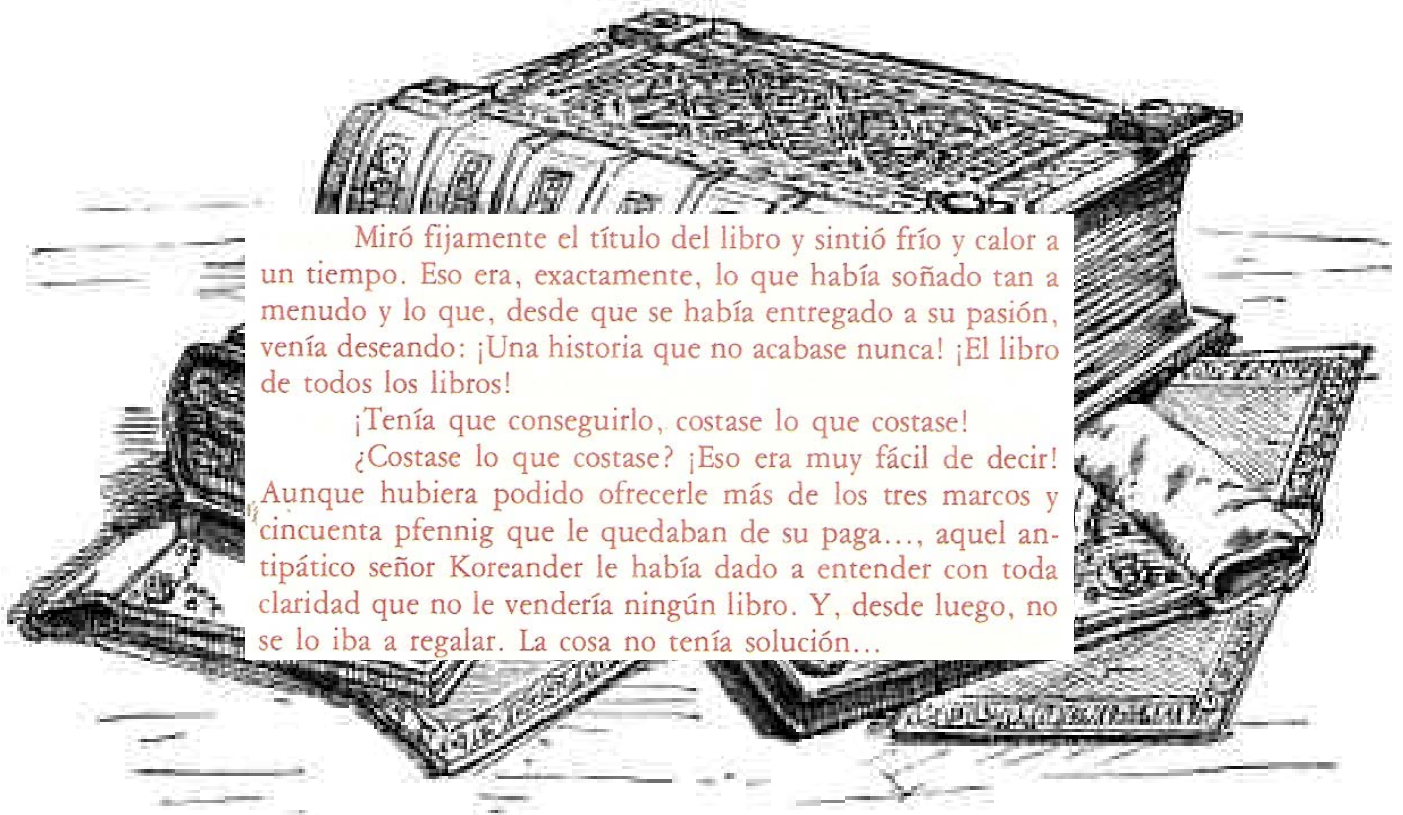 Miró fijamente el título del libro y sintió frío y calor a
un tiempo. Eso era, exactamente, lo que había soñado tan a
menudo y lo que, desde que se había entregado a su pasión,
venía deseando: ¡Una historia que no acabase nunca! ¡El libro
de todos los libros!
¡Tenía que conseguirlo, costase lo que costase!
¿Costase lo que costase? ¡Eso era muy fácil de decir!
Aunque hubiera podido ofrecerle más de los tres marcos y
cincuenta pfennig que le quedaban de su paga..., aquel an-
tipático señor Koreander le había dado a entender con toda
claridad que no le vendería ningún libro. Y, desde luego, no
se lo iba a regalar. La cosa no tenía solución...